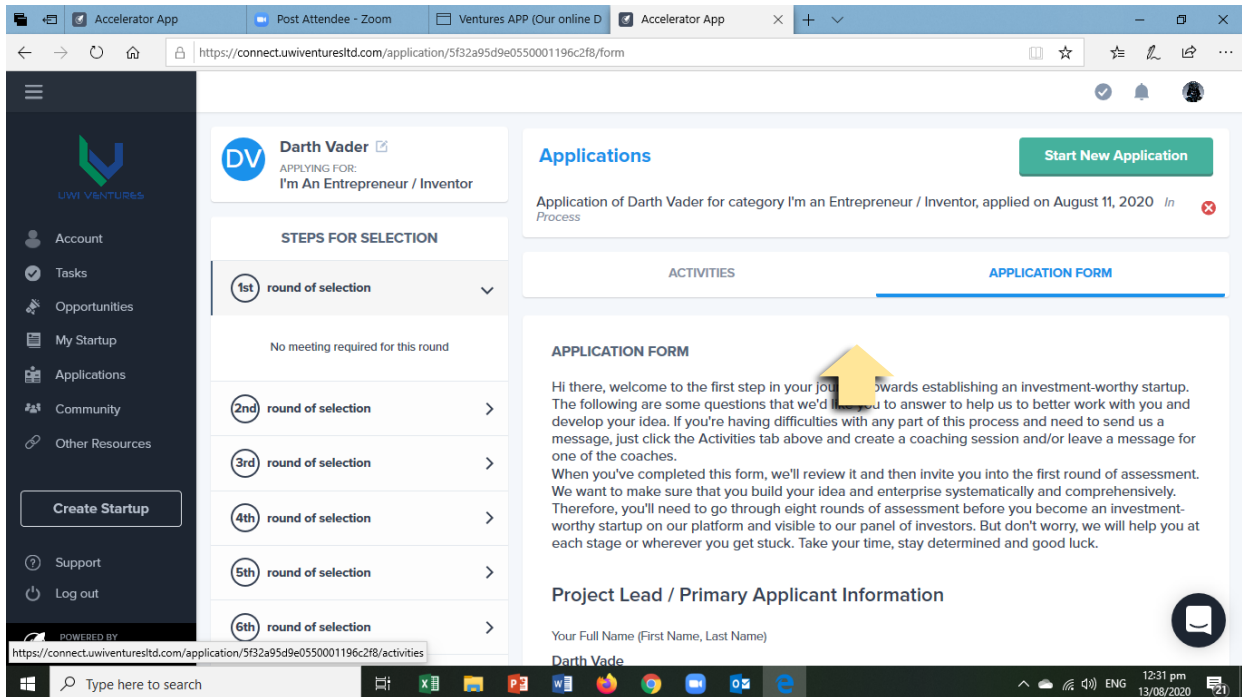 Accelerator App
Post Attendee - Zoom
Ventures APP (Our online D
Accelerator App
https://connect.uwiventuresltd.com/application/5f32a95d9e0550001196c2f8/form
UWI VENTURES
Account
Tasks
Opportunities
My Startup
Applications
Community
Other Resources
Create Startup
Support
Log out
POWERED BY
https://connect.uwiventuresltd.com/application/5f32a95d9e0550001196c2f8/activities
DV
Darth Vader
APPLYING FOR:
I'm An Entrepreneur / Inventor
STEPS FOR SELECTION
1st round of selection
No meeting required for this round
2nd round of selection
3rd round of selection
4th round of selection
5th round of selection
6th round of selection
Applications
Start New Application
Application of Darth Vader for category I'm an Entrepreneur / Inventor, applied on August 11, 2020 In
Process
ACTIVITIES
APPLICATION FORM
APPLICATION FORM
Hi there, welcome to the first step in your jou wards establishing an investment-worthy startup.
The following are some questions that we'd l u to answer to help us to better work with you and
develop your idea. If you're having difficulties with any part of this process and need to send us a
message, just click the Activities tab above and create a coaching session and/or leave a message for
one of the coaches.
When you've completed this form, we'll review it and then invite you into the first round of assessment.
We want to make sure that you build your idea and enterprise systematically and comprehensively.
Therefore, you'll need to go through eight rounds of assessment before you become an investment-
worthy startup on our platform and visible to our panel of investors. But don't worry, we will help you at
each stage or wherever you get stuck. Take your time, stay determined and good luck.
Project Lead / Primary Applicant Information
Your Full Name (First Name, Last Name)
Darth Vade
Type here to search
ENG
12:31 pm
13/08/2020
21